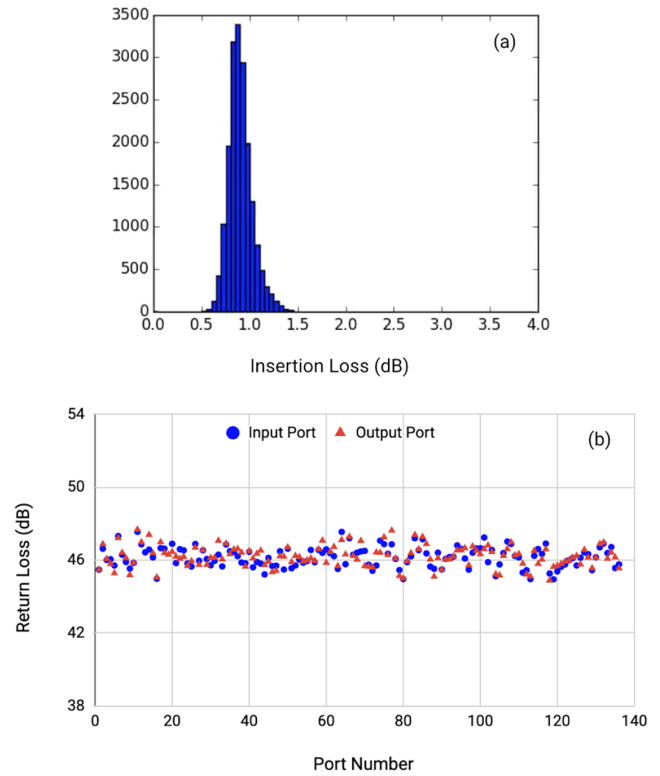 3500
(a)
3000
2500
2000
1500
1000
500
0
0.0 0.5 1.0 1.5 2.0 2.5 3.0 3.5 4.0
Insertion Loss (dB)
54
Input Port Output Port (b)
50
Return Loss (dB)
46
42
38
0 20 40 60 80 100 120 140
Port Number